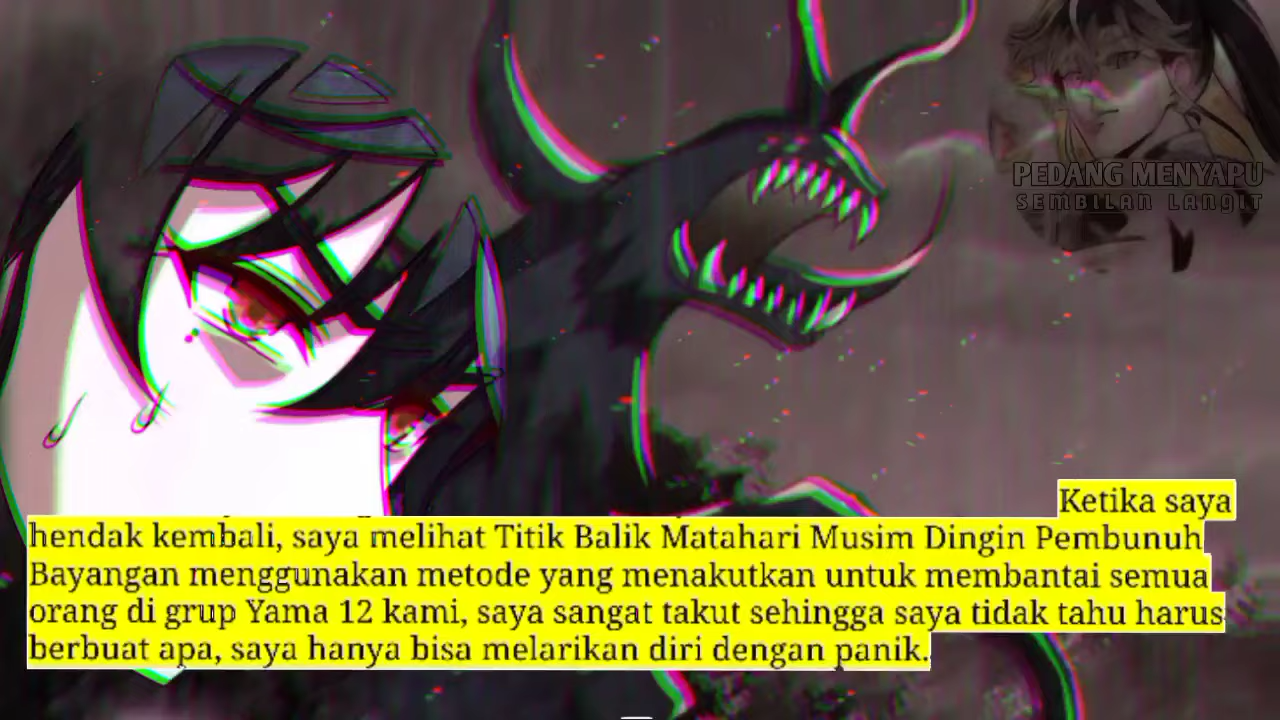 PEDANG MENYAPU
SEMBILAN LANGIT
Ketika saya
hendak kembali, saya melihat Titik Balik Matahari Musim Dingin Pembunuh
Bayangan menggunakan metode yang menakutkan untuk membantai semua
orang di grup Yama 12 kami, saya sangat takut sehingga saya tidak tahu harus
berbuat apa, saya hanya bisa melarikan diri dengan panik.